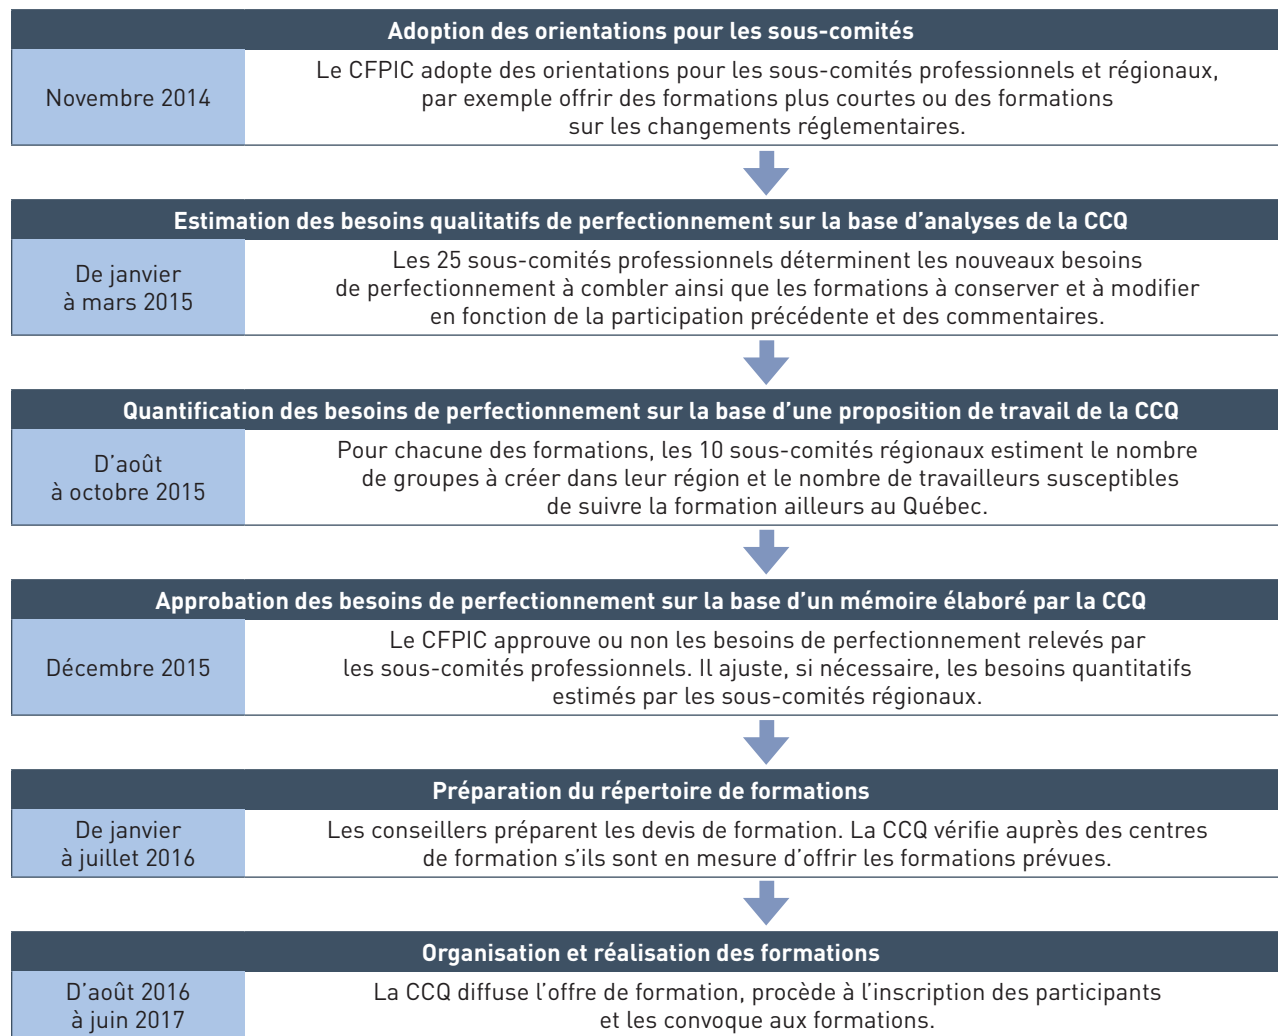 Adoption des orientations pour les sous-comités
Novembre 2014
Le CFPIC adopte des orientations pour les sous-comités professionnels et régionaux,
par exemple offrir des formations plus courtes ou des formations
sur les changements réglementaires.
Estimation des besoins qualitatifs de perfectionnement sur la base d’analyses de la CCQ
De janvier
à mars 2015
Les 25 sous-comités professionnels déterminent les nouveaux besoins
de perfectionnement à combler ainsi que les formations à conserver et à modifier
en fonction de la participation précédente et des commentaires.
Quantification des besoins de perfectionnement sur la base d’une proposition de travail de la CCQ
D’août
à octobre 2015
Pour chacune des formations, les 10 sous-comités régionaux estiment le nombre
de groupes à créer dans leur région et le nombre de travailleurs susceptibles
de suivre la formation ailleurs au Québec.
Approbation des besoins de perfectionnement sur la base d’un mémoire élaboré par la CCQ
Décembre 2015
Le CFPIC approuve ou non les besoins de perfectionnement relevés par
les sous-comités professionnels. Il ajuste, si nécessaire, les besoins quantitatifs
estimés par les sous-comités régionaux.
Préparation du répertoire de formations
De janvier
à juillet 2016
Les conseillers préparent les devis de formation. La CCQ vérifie auprès des centres
de formation s’ils sont en mesure d’offrir les formations prévues.
Organisation et réalisation des formations
D’août 2016
à juin 2017
La CCQ diffuse l’offre de formation, procède à l’inscription des participants
et les convoque aux formations.